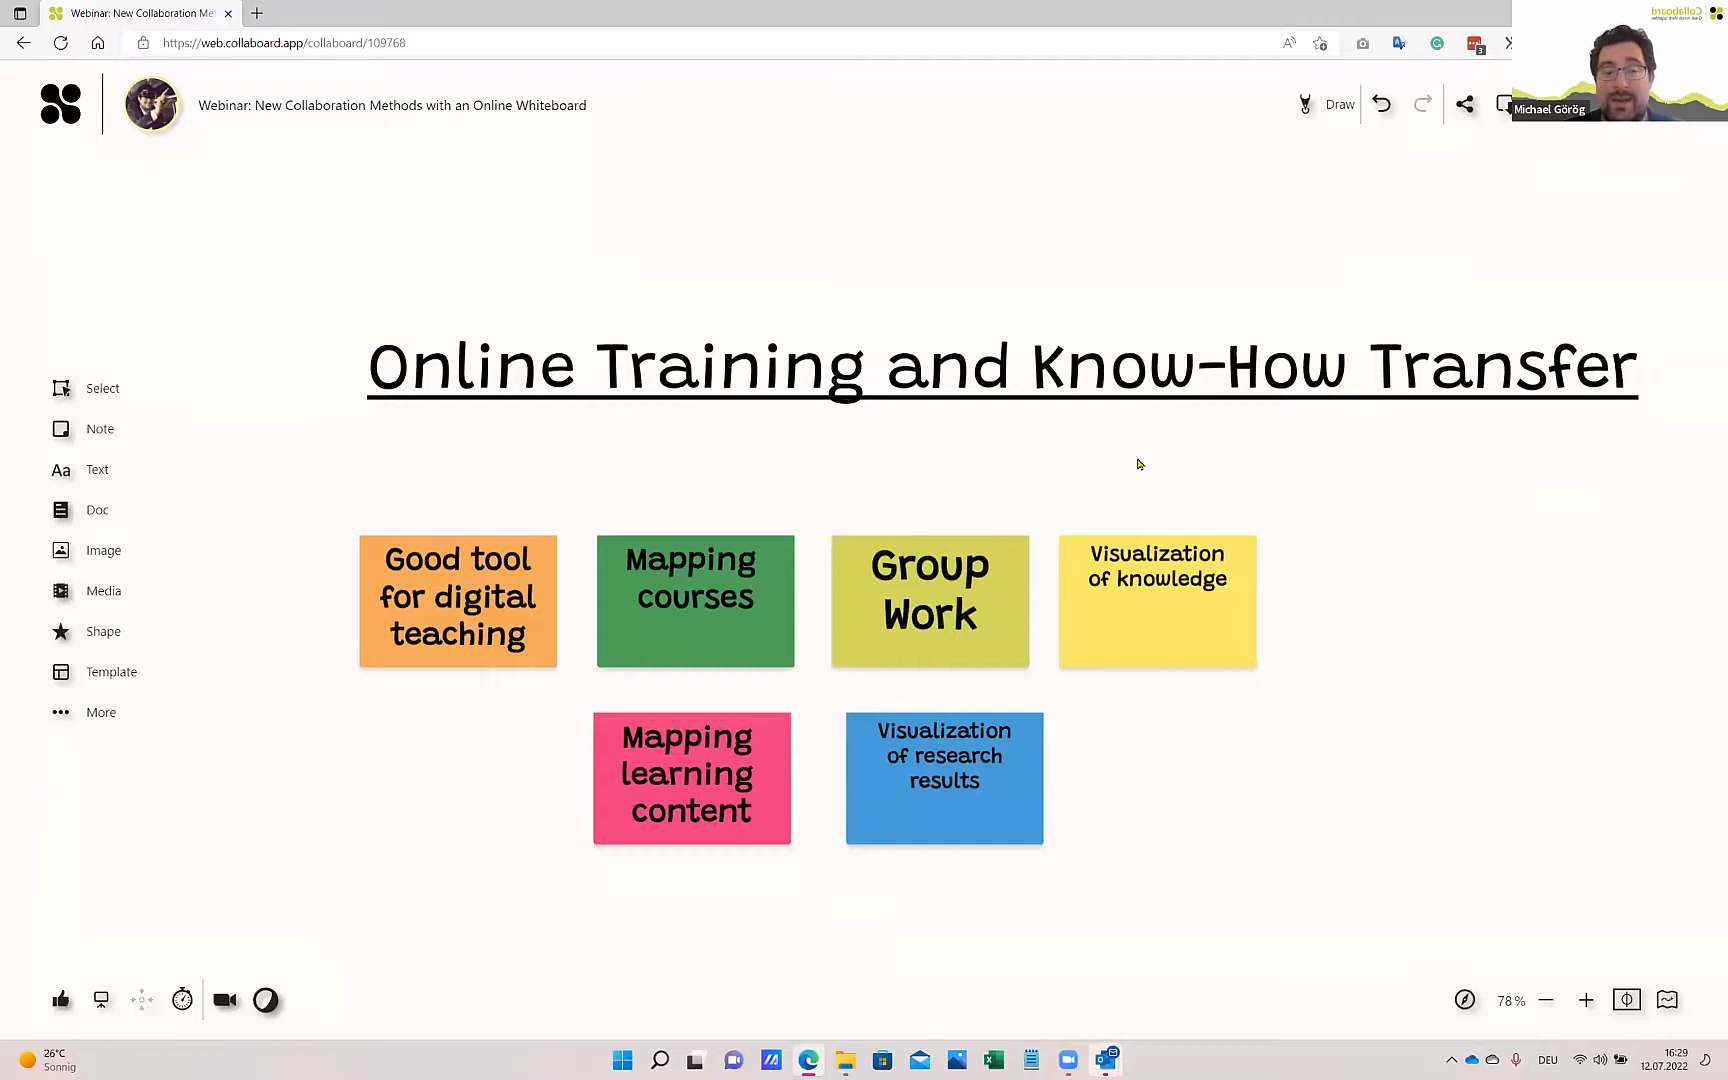 Webinar: New Collaboration Me
https://web.collaboard.app/collaboard/109768
Collaboard
Michael Görög
Webinar: New Collaboration Methods with an Online Whiteboard
Draw
Online Training and Know-How Transfer
Select
Note
Aa Text
Doc
Image
Media
Shape
Template
More
Good tool
for digital
teaching
Mapping
courses
Group
Work
Visualization
of knowledge
Mapping
learning
content
Visualization
of research
results
78 %
26°C
Sonnig
DEU
16:29
12.07.2022